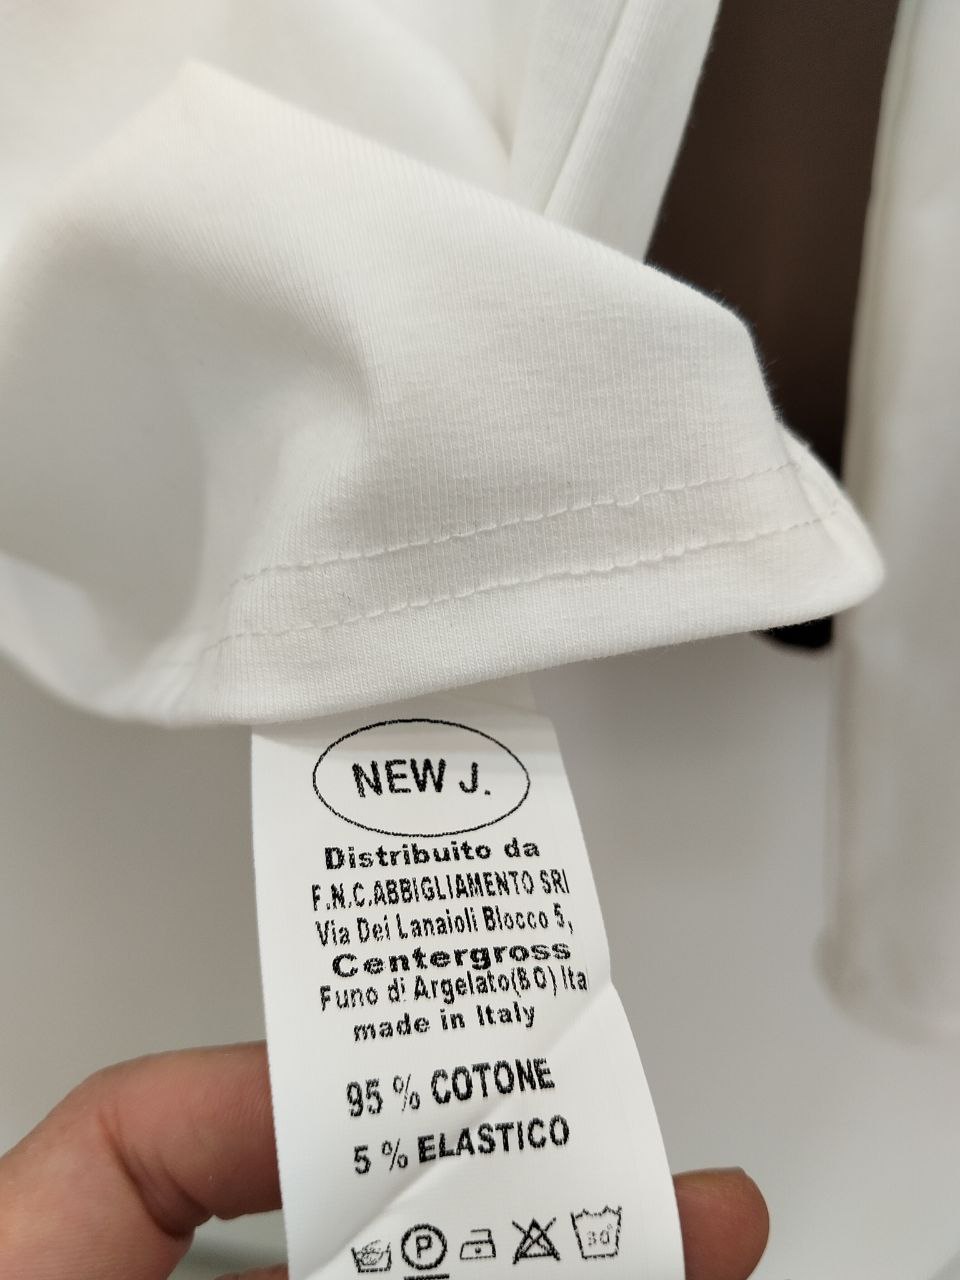 NEW J.
Distribuito da
F.N.C.ABBIGLIAMENTO SRL
Via Dei Lanaioli Blocco 5,
Centergross
Funo di Argelato(BO) Ita
made in Italy
95 % COTONE
5 % ELASTICO
P
30°